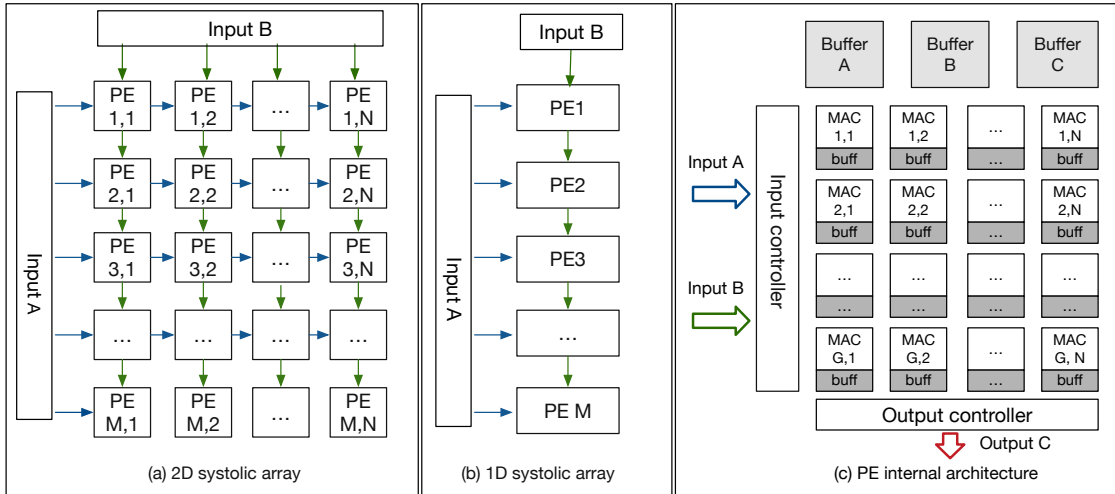 Input B
Input A
PE
1,1
PE
1,2
...
PE
1,N
PE
2,1
PE
2,2
...
PE
2,N
PE
3,1
PE
3,2
...
PE
3,N
...
...
...
...
PE
M,1
PE
M,2
...
PE
M,N
(a) 2D systolic array
Input B
Input A
PE1
PE2
PE3
...
PE M
(b) 1D systolic array
Buffer
A
Buffer
B
Buffer
C
Input A
Input B
Input controller
MAC
1,1
buff
MAC
1,2
buff
...
...
MAC
1,N
buff
MAC
2,1
buff
MAC
2,2
buff
...
...
MAC
2,N
buff
...
...
...
...
...
...
...
...
MAC
G,1
buff
MAC
G,2
buff
...
...
MAC
G, N
buff
Output controller
Output C
(c) PE internal architecture